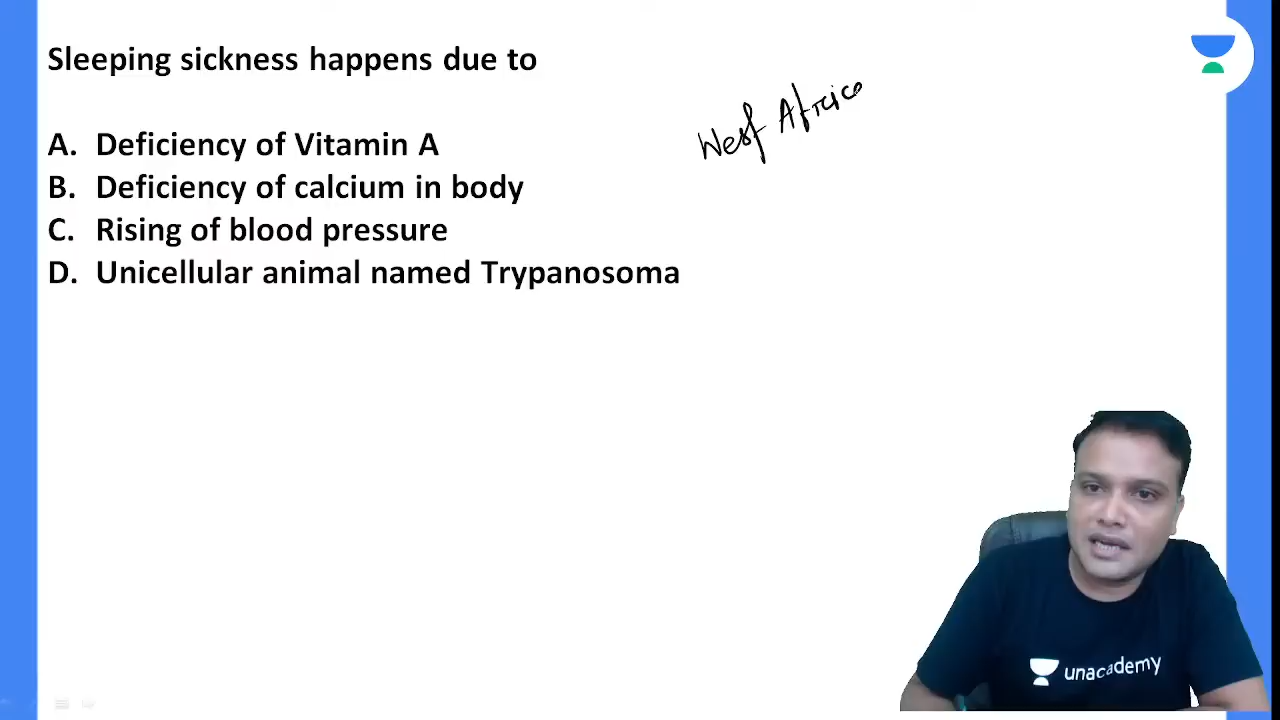 Sleeping sickness happens due to
West Africa
A. Deficiency of Vitamin A
B. Deficiency of calcium in body
C. Rising of blood pressure
D. Unicellular animal named Trypanosoma
unacademy